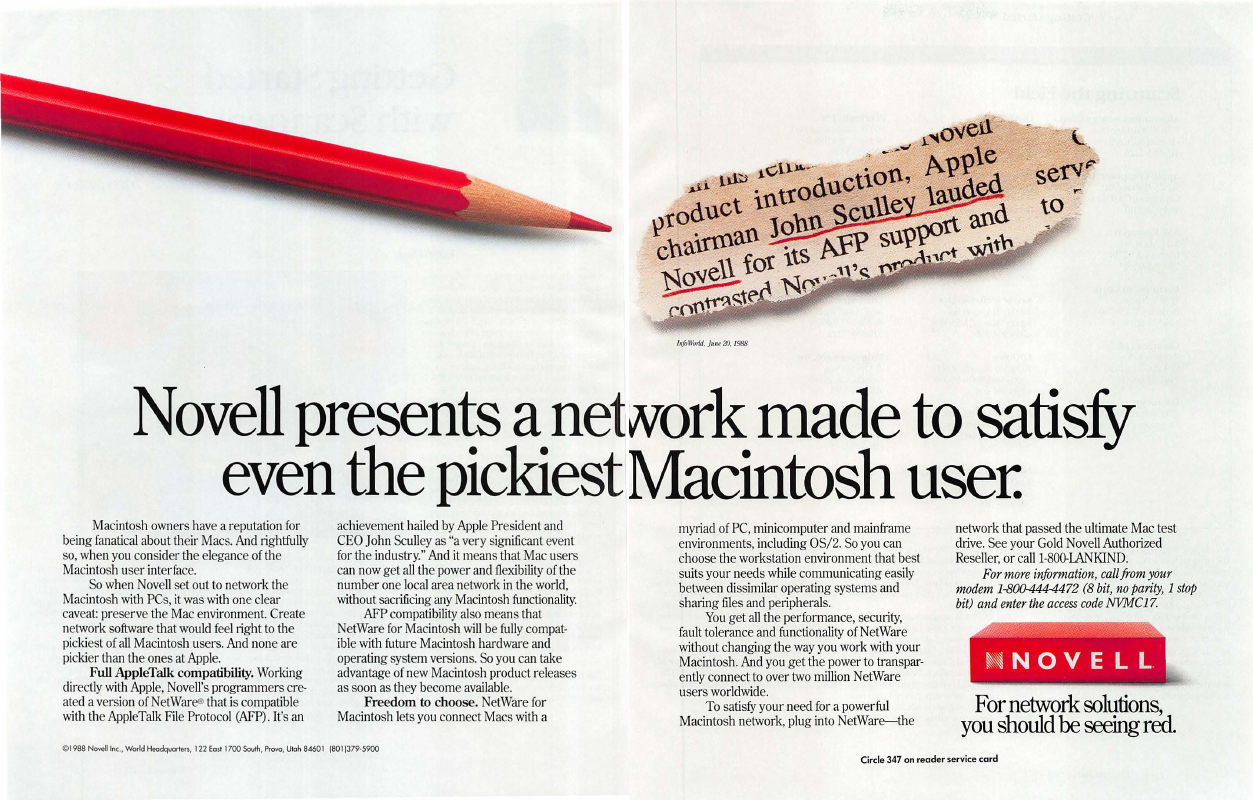 product introduction, Apple
chairman John Sculley lauded
Novell for its AFP support and
contrasted Novell's product with
serve
to
InfoWorld, June 20, 1988
Novell presents a network made to satisfy
even the pickiest Macintosh user.
Macintosh owners have a reputation for
being fanatical about their Macs. And rightfully
so, when you consider the elegance of the
Macintosh user interface.
So when Novell set out to network the
Macintosh with PCs, it was with one clear
caveat: preserve the Mac environment. Create
network software that would feel right to the
pickiest of all Macintosh users. And none are
pickier than the ones at Apple.
Full AppleTalk compatibility. Working
directly with Apple, Novell's programmers cre-
ated a version of NetWare® that is compatible
with the AppleTalk File Protocol (AFP). It's an
achievement hailed by Apple President and
CEO John Sculley as “a very significant event
for the industry.” And it means that Mac users
can now get all the power and flexibility of the
number one local area network in the world,
without sacrificing any Macintosh functionality.
AFP compatibility also means that
NetWare for Macintosh will be fully compat-
ible with future Macintosh hardware and
operating system versions. So you can take
advantage of new Macintosh product releases
as soon as they become available.
Freedom to choose. NetWare for
Macintosh lets you connect Macs with a
myriad of PC, minicomputer and mainframe
environments, including OS/2. So you can
choose the workstation environment that best
suits your needs while communicating easily
between dissimilar operating systems and
sharing files and peripherals.
You get all the performance, security,
fault tolerance and functionality of NetWare
without changing the way you work with your
Macintosh. And you get the power to transpar-
ently connect to over two million NetWare
users worldwide.
To satisfy your need for a powerful
Macintosh network, plug into NetWare—the
network that passed the ultimate Mac test
drive. See your Gold Novell Authorized
Reseller, or call 1-800-LANKIND.
For more information, call from your
modem 1-800-444-4472 (8 bit, no parity, 1 stop
bit) and enter the access code NVMC17.
NOVELL
For network solutions,
you should be seeing red.
©1988 Novell Inc., World Headquarters, 122 East 1700 South, Provo, Utah 84601 (801)379-5900
Circle 347 on reader service card